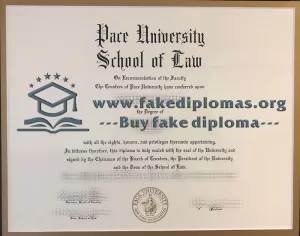 Pace University
School of Law
On Recommendation of the Faculty
The Trustees of Pace University have conferred upon
the Degree of
www.fakediplomas.org
---Buy fake diploma---
with all the rights, honors, and privileges thereunto appertaining.
In witness thereof, this diploma is duly sealed with the seal of the University and
signed by the Chairman of the Board of Trustees, the President of the University
and the Dean of the School of Law.